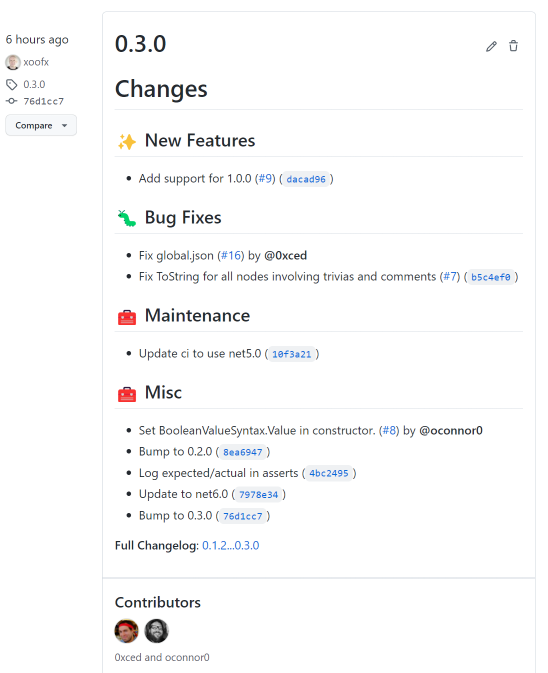 6 hours ago
xoofx
0.3.0
76d1cc7
Compare
0.3.0
Changes
New Features
Add support for 1.0.0 (#9) ( dacad96 )
Bug Fixes
Fix global.json (#16) by @0xced
Fix ToString for all nodes involving trivias and comments (#7) ( b5c4ef0 )
Maintenance
Update ci to use net5.0 ( 10f3a21 )
Misc
Set BooleanValueSyntax.Value in constructor. (#8) by @oconnor0
Bump to 0.2.0 ( 8ea6947 )
Log expected/actual in asserts ( 4bc2495 )
Update to net6.0 ( 7978e34 )
Bump to 0.3.0 ( 76d1cc7 )
Full Changelog: 0.1.2...0.3.0
Contributors
0xced and oconnor0